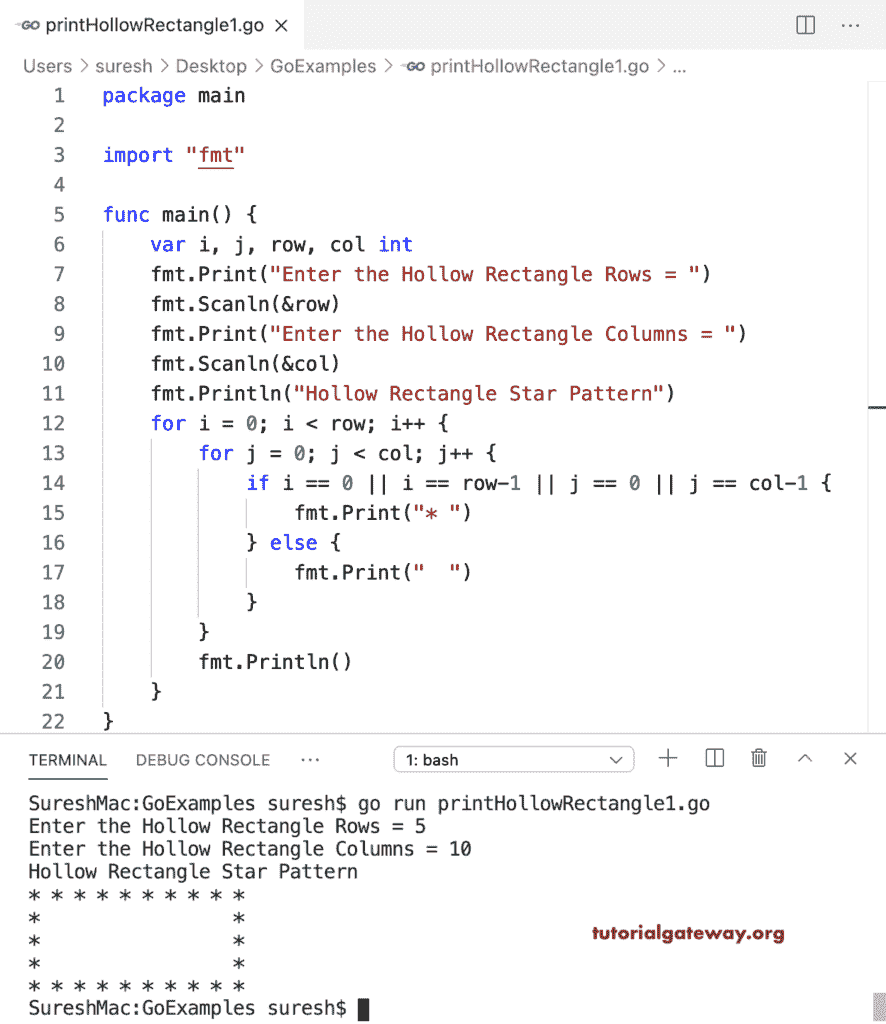 GO printHollowRectangle1.go ×
Users > suresh > Desktop > GoExamples > GO printHollowRectangle1.go > ...
1 package main
2
3 import "fmt"
4
5 func main() {
6     var i, j, row, col int
7     fmt.Print("Enter the Hollow Rectangle Rows = ")
8     fmt.Scanln(&row)
9     fmt.Print("Enter the Hollow Rectangle Columns = ")
10     fmt.Scanln(&col)
11     fmt.Println("Hollow Rectangle Star Pattern")
12     for i = 0; i < row; i++ {
13         for j = 0; j < col; j++ {
14             if i == 0 || i == row-1 || j == 0 || j == col-1 {
15                 fmt.Print("* ")
16             } else {
17                 fmt.Print("  ")
18             }
19         }
20         fmt.Println()
21     }
22 }
TERMINAL DEBUG CONSOLE ... 1: bash
SureshMac:GoExamples suresh$ go run printHollowRectangle1.go
Enter the Hollow Rectangle Rows = 5
Enter the Hollow Rectangle Columns = 10
Hollow Rectangle Star Pattern
* * * * * * * * * *
*                 *
*                 * tutorialgateway.org
*                 *
* * * * * * * * * *
SureshMac:GoExamples suresh$